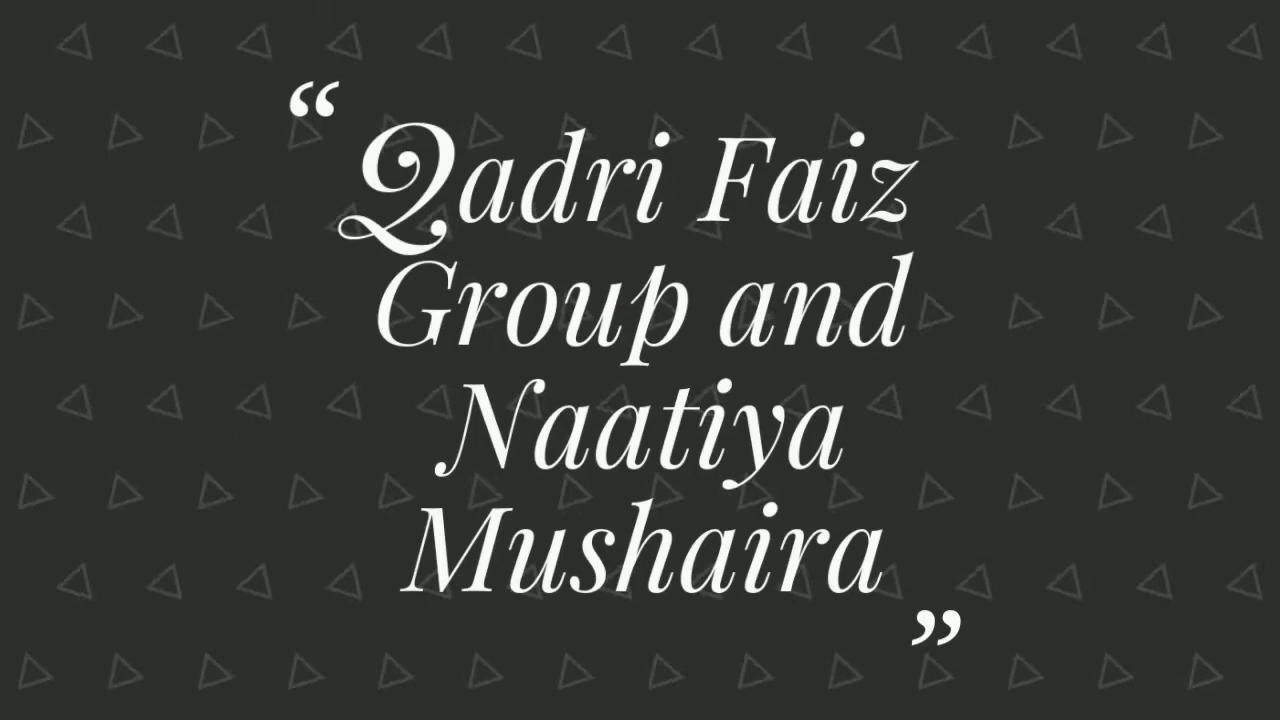 “
Qadri Faiz
Group and
Naatiya
Mushaira
”